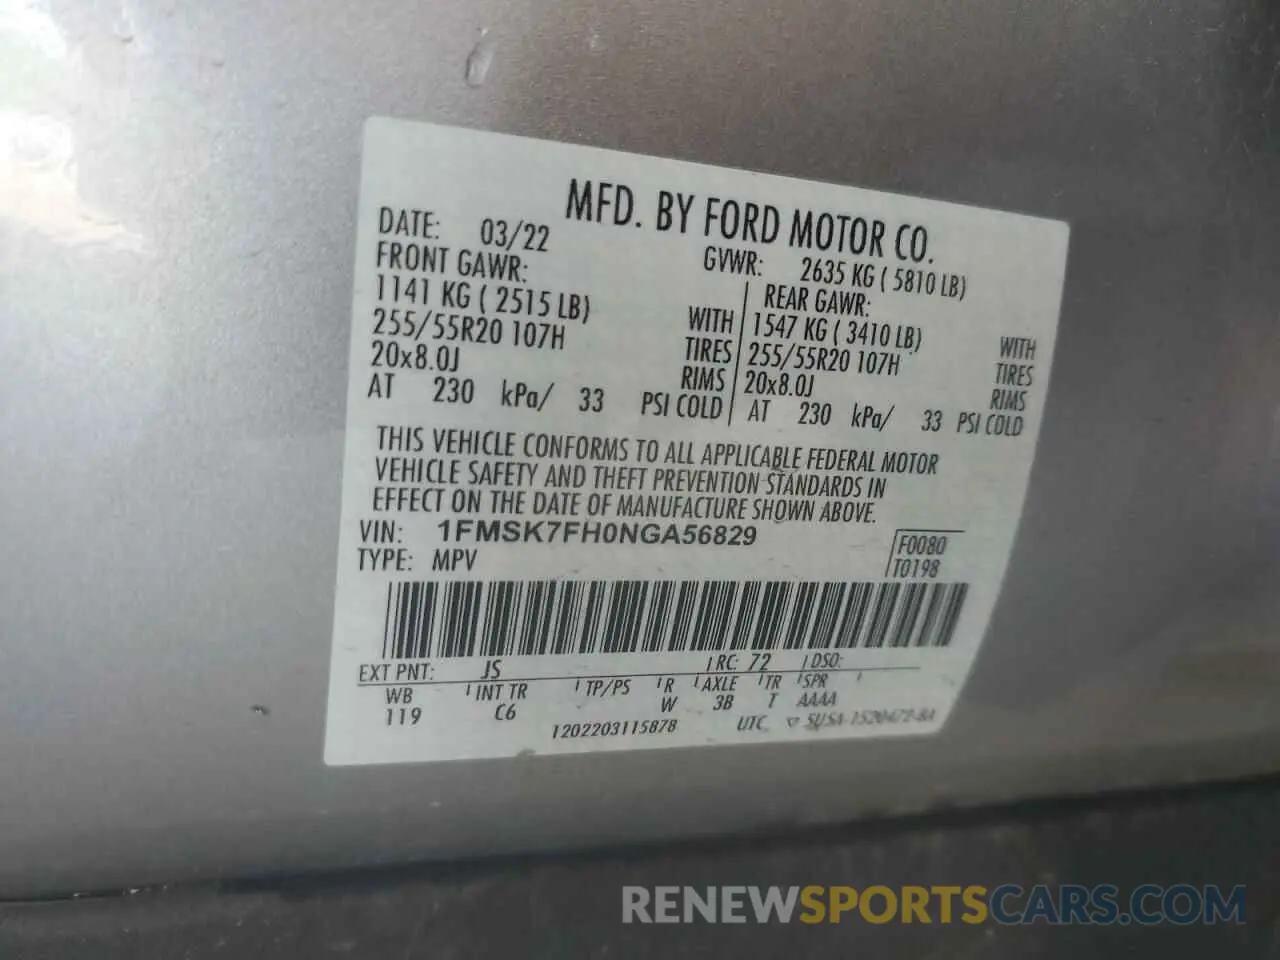 MFD. BY FORD MOTOR CO.
DATE: 03/22 GVWR: 2635 KG ( 5810 LB)
FRONT GAWR: REAR GAWR:
1141 KG ( 2515 LB) WITH 1547 KG ( 3410 LB) WITH
255/55R20 107H TIRES 255/55R20 107H TIRES
20x8.0J RIMS 20x8.0J RIMS
AT 230 kPa/ 33 PSI COLD AT 230 kPa/ 33 PSI COLD
THIS VEHICLE CONFORMS TO ALL APPLICABLE FEDERAL MOTOR
VEHICLE SAFETY AND THEFT PREVENTION STANDARDS IN
EFFECT ON THE DATE OF MANUFACTURE SHOWN ABOVE.
VIN: 1FMSK7FH0NGA56829 F0080
TYPE: MPV T0198
EXT PNT: JS RC: 72 DSO:
WB INT TR TP/PS R AXLE TR SPR
119 C6 W 3B T AAAA
1202203115878 UTC
RENEWSPORTSCARS.COM